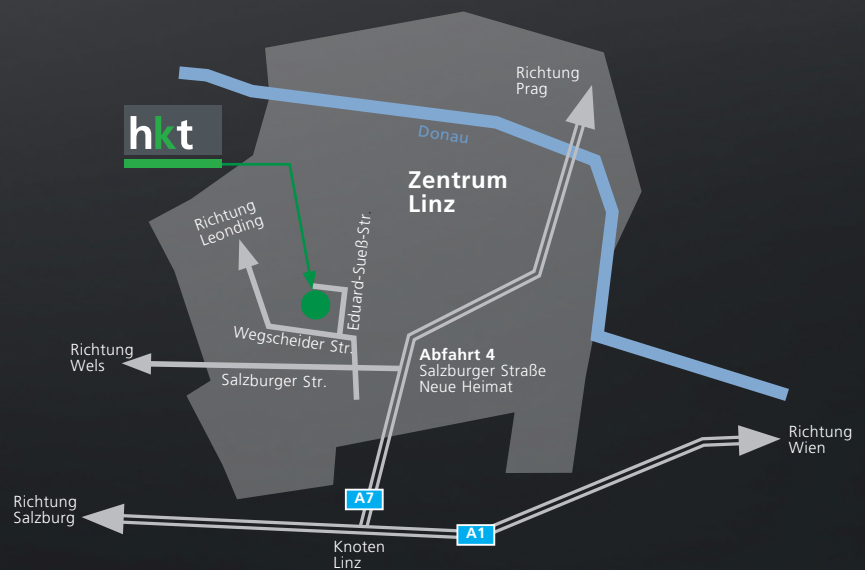 Richtung
Prag
hkt
Donau
Zentrum
Linz
Richtung
Leonding
Eduard-Sueß-Str.
Wegscheider Str.
Richtung
Wels
Salzburger Str.
Abfahrt 4
Salzburger Straße
Neue Heimat
Richtung
Wien
A7
Richtung
Salzburg
A1
Knoten
Linz